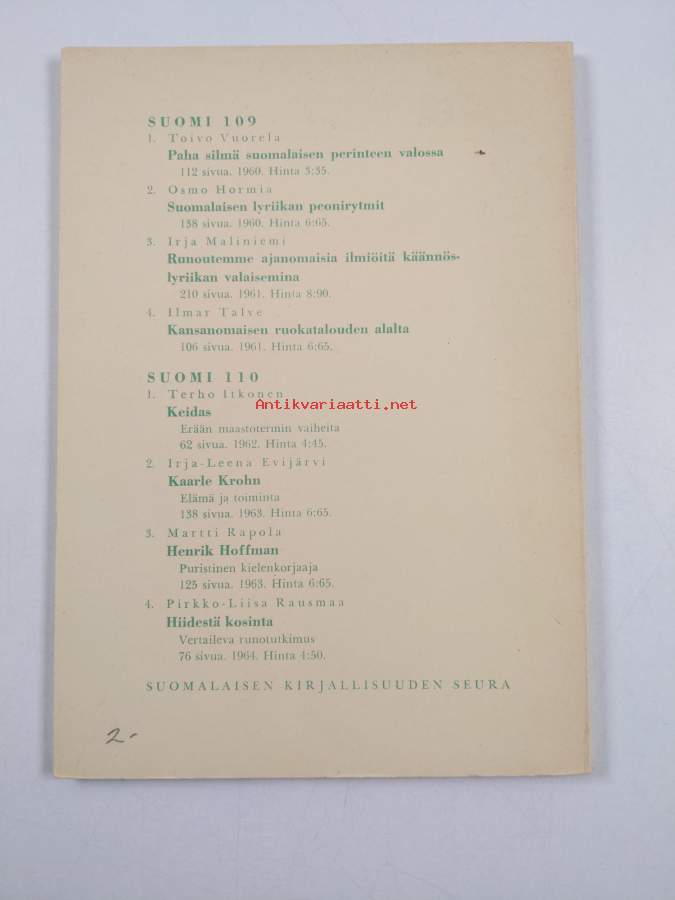 SUOMI 109
1. Toivo Vuorela
Paha silmä suomalaisen perinteen valossa
112 sivua. 1960. Hinta 3:35.
2. Osmo Hormia
Suomalaisen lyriikan peonirytmit
138 sivua. 1960. Hinta 6:65.
3. Irja Maliniemi
Runoutemme ajanomaisia ilmiöitä käännös-
lyriikan valaisemina
210 sivua. 1961. Hinta 8:90.
4. Ilmar Talve
Kansanomaisen ruokatalouden alalta
106 sivua. 1961. Hinta 6:65.
SUOMI 110
1. Terho Itkonen
Antikvariaatti.net
Keidas
Erään maastotermin vaiheita
62 sivua. 1962. Hinta 4:45.
2. Irja-Leena Evijärvi
Kaarle Krohn
Elämä ja toiminta
138 sivua. 1963. Hinta 6:65.
3. Martti Rapola
Henrik Hoffman
Puristinen kielenkorjaaja
125 sivua. 1963. Hinta 6:65.
4. Pirkko-Liisa Rausmaa
Hiidestä kosinta
Vertaileva runotutkimus
76 sivua. 1964. Hinta 4:50.
SUOMALAISEN KIRJALLISUUDEN SEURA
2.-